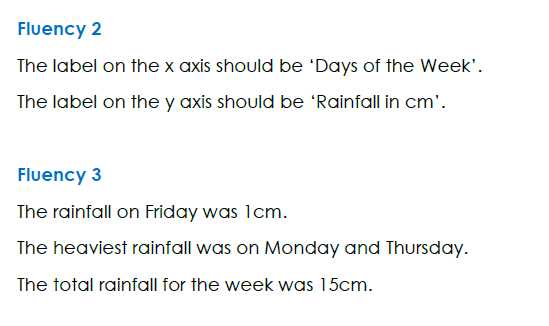 Fluency 2
The label on the x axis should be ‘Days of the Week’.
The label on the y axis should be ‘Rainfall in cm’.
Fluency 3
The rainfall on Friday was 1cm.
The heaviest rainfall was on Monday and Thursday.
The total rainfall for the week was 15cm.